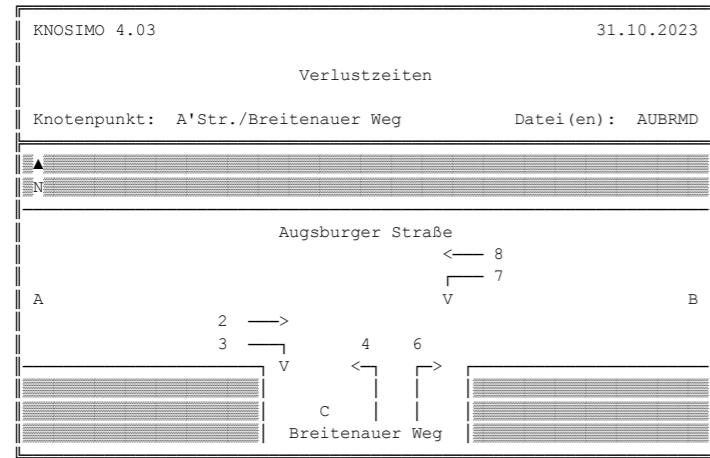 KNOSIMO 4.03 31.10.2023
Verlustzeiten
Knotenpunkt: A'Str./Breitenauer Weg Datei(en): AUBRMD
N
Augsburger Straße
8
7
A V B
2
3 4 6
V
C
Breitenauer Weg